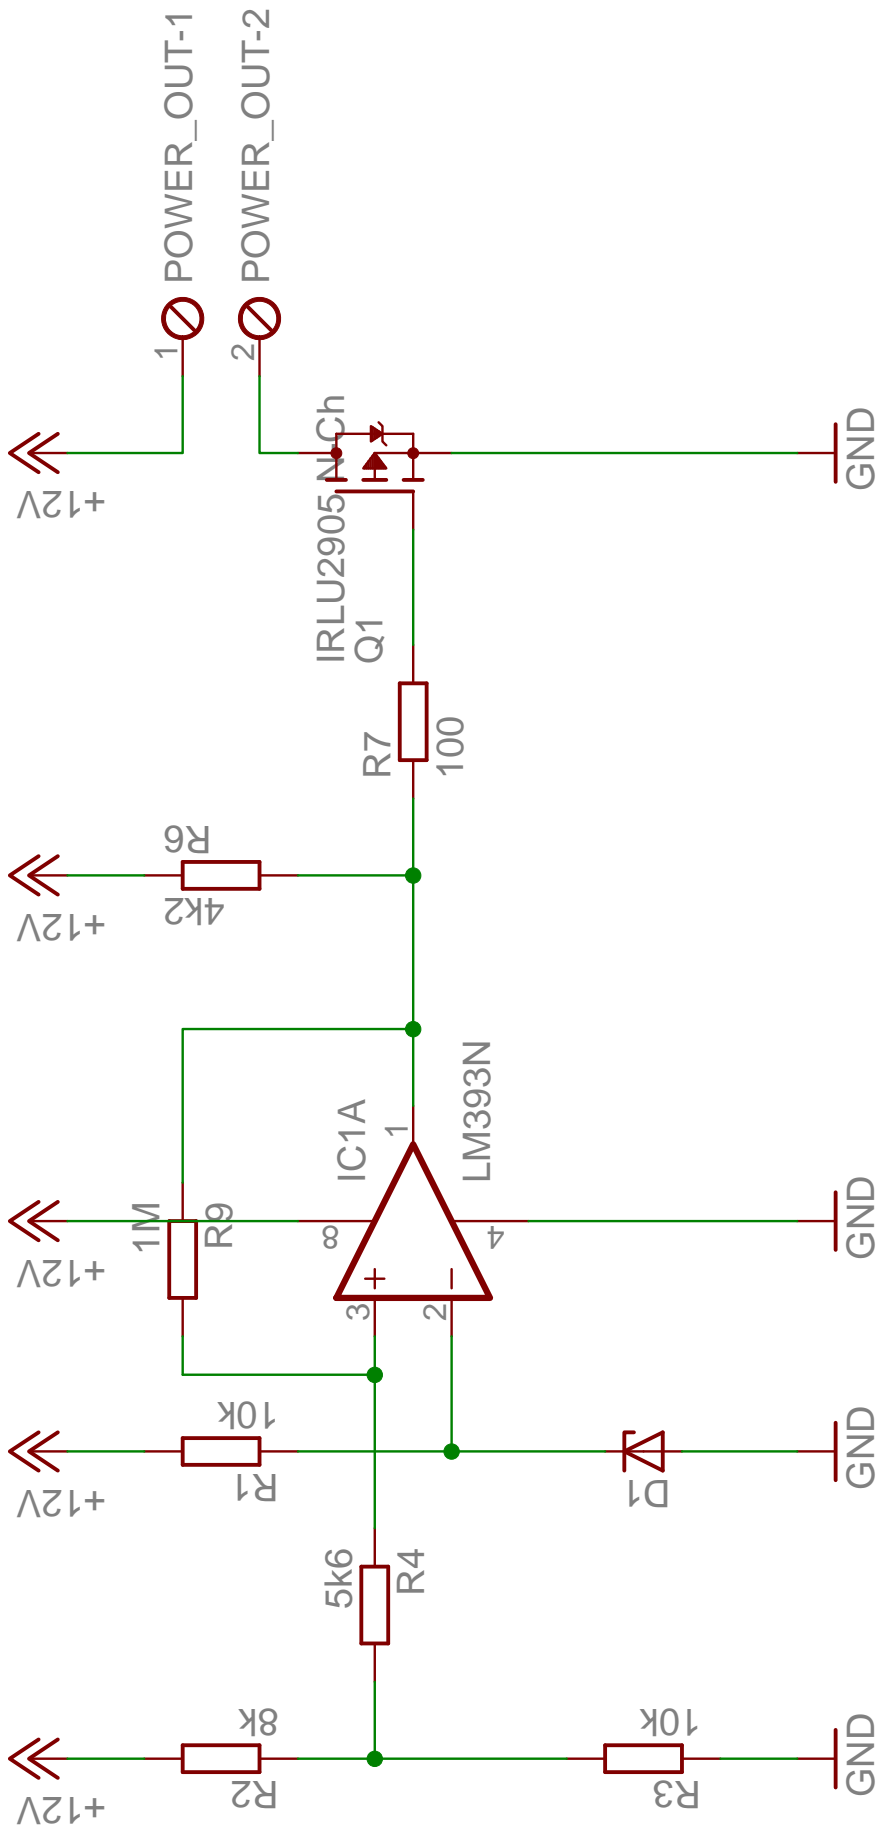 POWER_OUT-1
POWER_OUT-2
1
2
+12V
GND
IRLU2905 N-Ch
Q1
R7
100
R6
4k2
+12V
IC1A
LM393N
1
8
4
3
2
+
−
1M
R9
+12V
GND
10k
R1
+12V
D1
GND
5k6
R4
8k
R2
+12V
10k
R3
GND